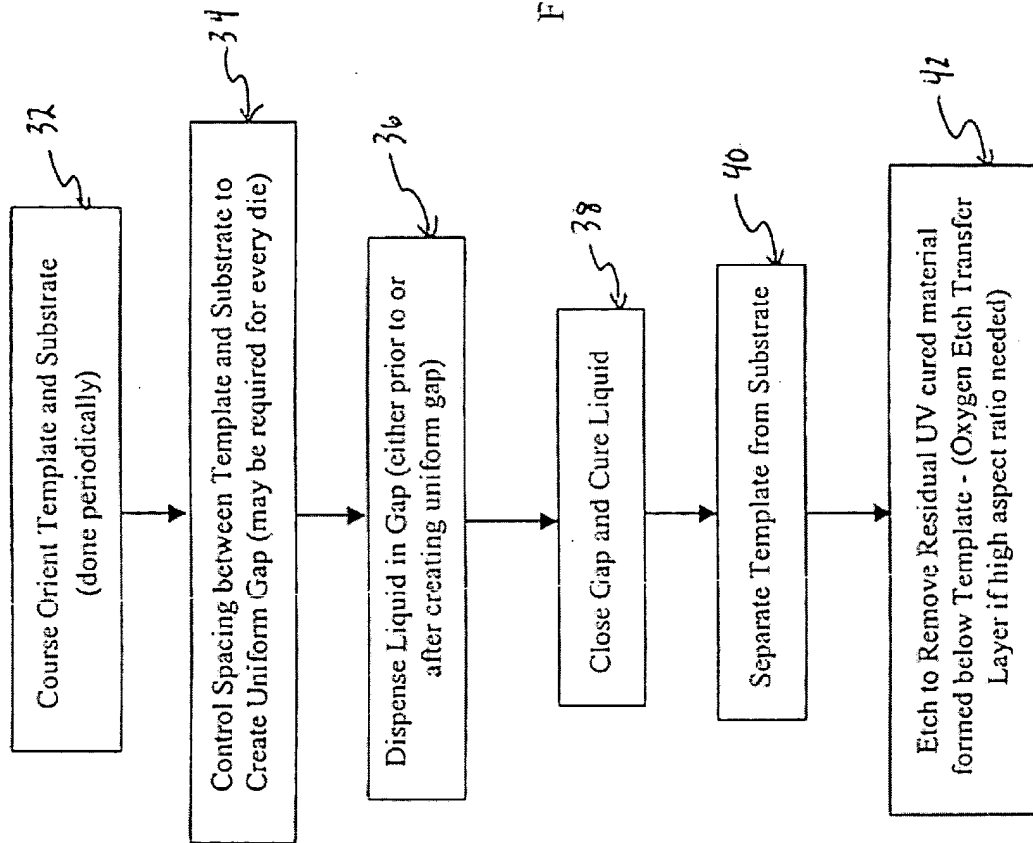 Course Orient Template and Substrate
(done periodically)
32
Control Spacing between Template and Substrate to
Create Uniform Gap (may be required for every die)
34
Dispense Liquid in Gap (either prior to or
after creating uniform gap)
36
Close Gap and Cure Liquid
38
Separate Template from Substrate
40
Etch to Remove Residual UV cured material
formed below Template - (Oxygen Etch Transfer
Layer if high aspect ratio needed)
42
F